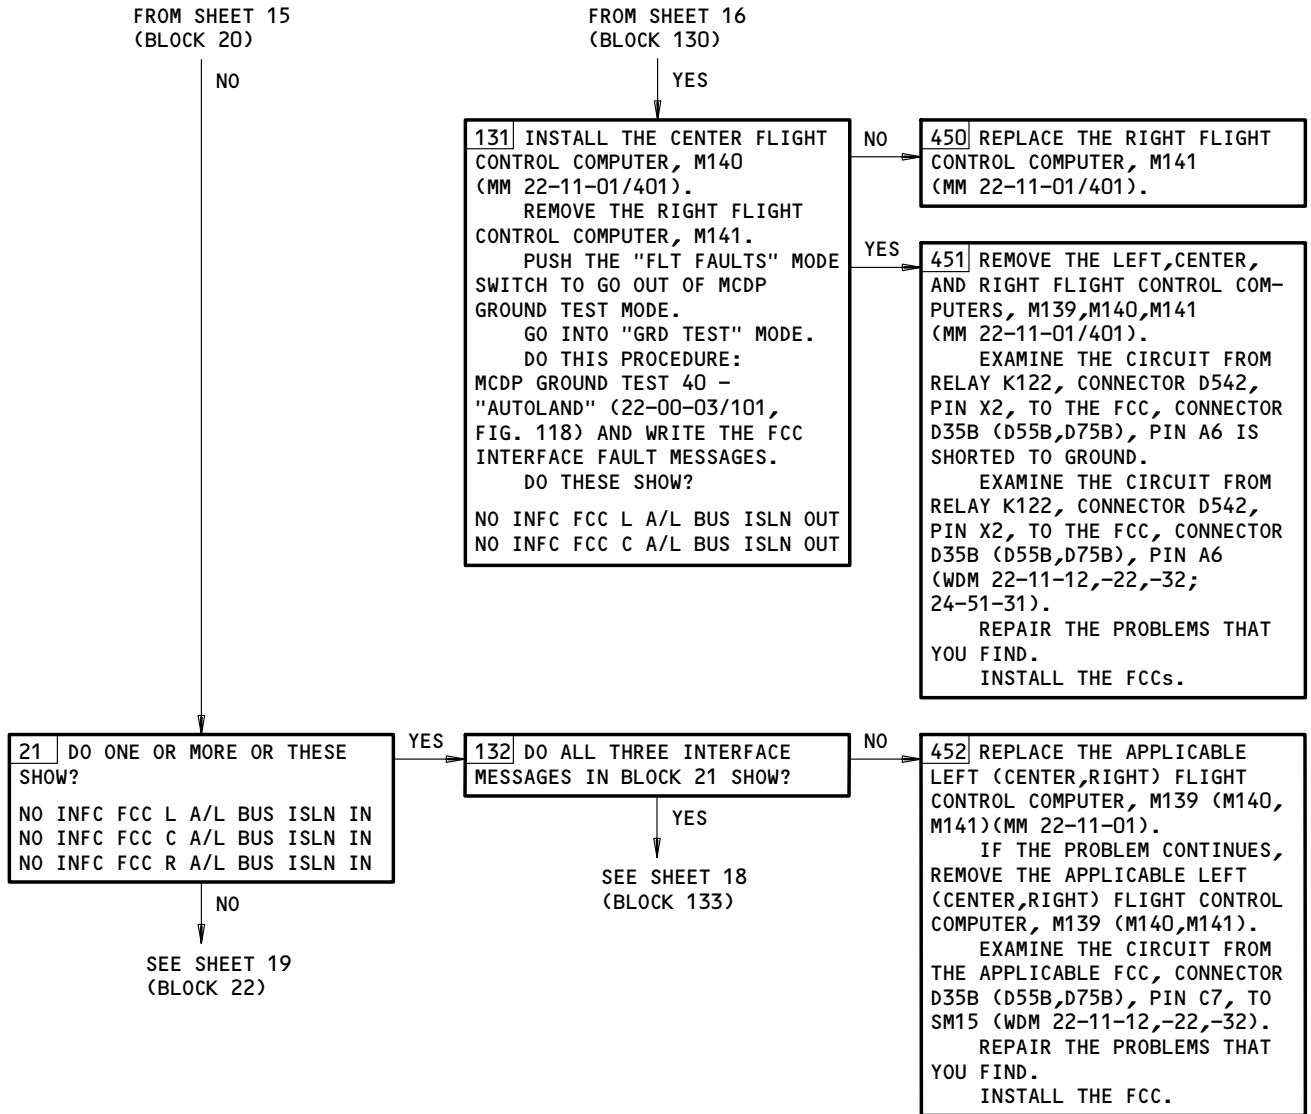 FROM SHEET 15
(BLOCK 20)
NO
FROM SHEET 16
(BLOCK 130)
YES
131 INSTALL THE CENTER FLIGHT
CONTROL COMPUTER, M140
(MM 22-11-01/401).
REMOVE THE RIGHT FLIGHT
CONTROL COMPUTER, M141.
PUSH THE "FLT FAULTS" MODE
SWITCH TO GO OUT OF MCDP
GROUND TEST MODE.
GO INTO "GRD TEST" MODE.
DO THIS PROCEDURE:
MCDP GROUND TEST 40 -
"AUTOLAND" (22-00-03/101,
FIG. 118) AND WRITE THE FCC
INTERFACE FAULT MESSAGES.
DO THESE SHOW?
NO INFC FCC L A/L BUS ISLN OUT
NO INFC FCC C A/L BUS ISLN OUT
NO
450 REPLACE THE RIGHT FLIGHT
CONTROL COMPUTER, M141
(MM 22-11-01/401).
YES
451 REMOVE THE LEFT,CENTER,
AND RIGHT FLIGHT CONTROL COM-
PUTERS, M139,M140,M141
(MM 22-11-01/401).
EXAMINE THE CIRCUIT FROM
RELAY K122, CONNECTOR D542,
PIN X2, TO THE FCC, CONNECTOR
D35B (D55B,D75B), PIN A6 IS
SHORTED TO GROUND.
EXAMINE THE CIRCUIT FROM
RELAY K122, CONNECTOR D542,
PIN X2, TO THE FCC, CONNECTOR
D35B (D55B,D75B), PIN A6
(WDM 22-11-12,-22,-32;
24-51-31).
REPAIR THE PROBLEMS THAT
YOU FIND.
INSTALL THE FCCs.
21 DO ONE OR MORE OR THESE
SHOW?
NO INFC FCC L A/L BUS ISLN IN
NO INFC FCC C A/L BUS ISLN IN
NO INFC FCC R A/L BUS ISLN IN
NO
SEE SHEET 19
(BLOCK 22)
YES
132 DO ALL THREE INTERFACE
MESSAGES IN BLOCK 21 SHOW?
YES
SEE SHEET 18
(BLOCK 133)
NO
452 REPLACE THE APPLICABLE
LEFT (CENTER,RIGHT) FLIGHT
CONTROL COMPUTER, M139 (M140,
M141)(MM 22-11-01).
IF THE PROBLEM CONTINUES,
REMOVE THE APPLICABLE LEFT
(CENTER,RIGHT) FLIGHT CONTROL
COMPUTER, M139 (M140,M141).
EXAMINE THE CIRCUIT FROM
THE APPLICABLE FCC, CONNECTOR
D35B (D55B,D75B), PIN C7, TO
SM15 (WDM 22-11-12,-22,-32).
REPAIR THE PROBLEMS THAT
YOU FIND.
INSTALL THE FCC.